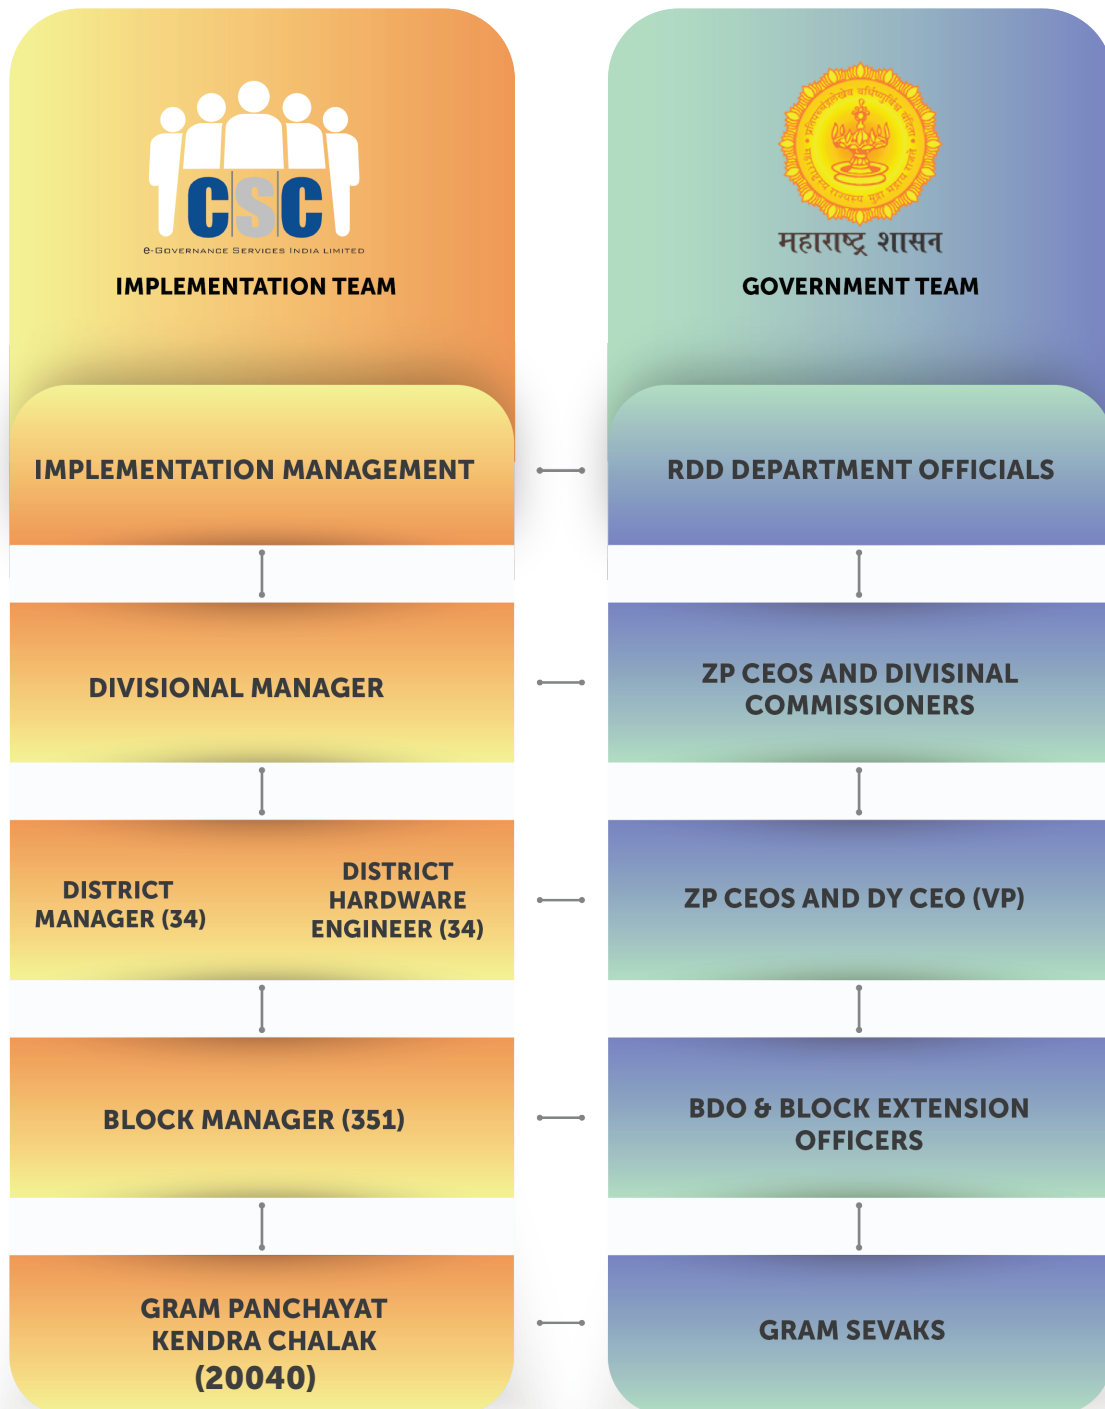 CSC
e-Governance Services India Limited
IMPLEMENTATION TEAM
महाराष्ट्र शासन
GOVERNMENT TEAM
IMPLEMENTATION MANAGEMENT
RDD DEPARTMENT OFFICIALS
DIVISIONAL MANAGER
ZP CEOS AND DIVISINAL
COMMISSIONERS
DISTRICT
MANAGER (34)
DISTRICT
HARDWARE
ENGINEER (34)
ZP CEOS AND DY CEO (VP)
BLOCK MANAGER (351)
BDO & BLOCK EXTENSION
OFFICERS
GRAM PANCHAYAT
KENDRA CHALAK
(20040)
GRAM SEVAKS